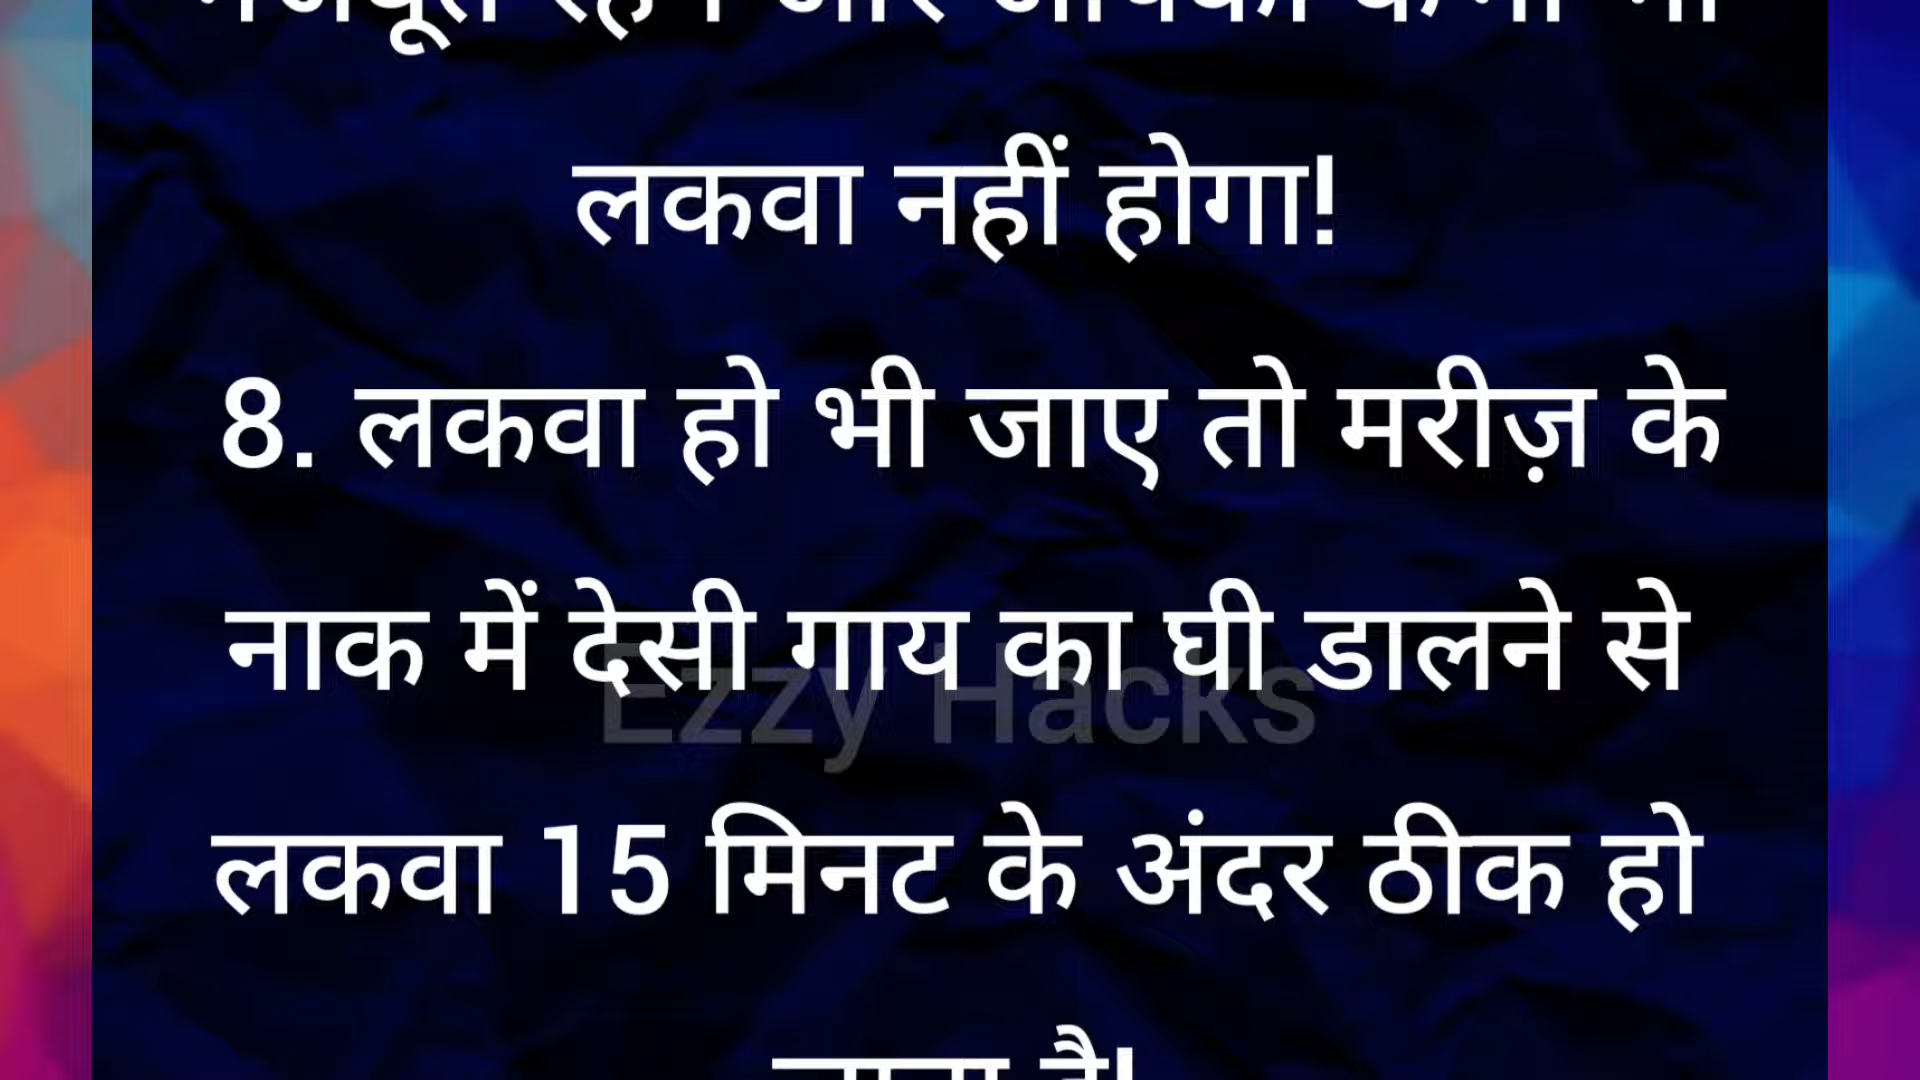 लकवा नहीं होगा!
8. लकवा हो भी जाए तो मरीज़ के
नाक में देसी गाय का घी डालने से
Ezzy Hacks
लकवा 15 मिनट के अंदर ठीक हो